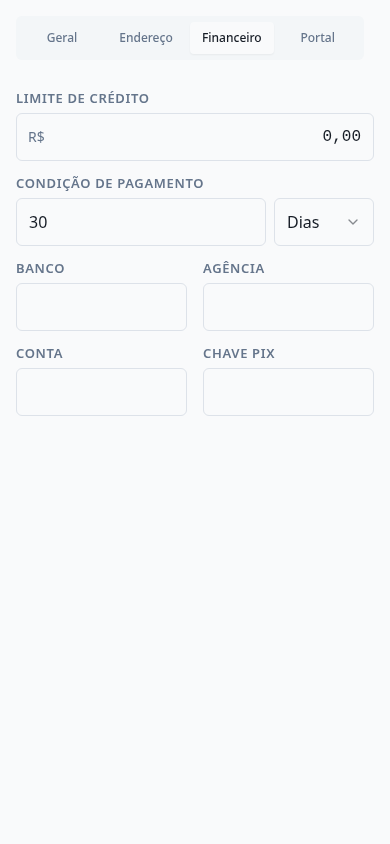 Geral Endereço Financeiro Portal
LIMITE DE CRÉDITO
R$ 0,00
CONDIÇÃO DE PAGAMENTO
30 Dias
BANCO AGÊNCIA
CONTA CHAVE PIX